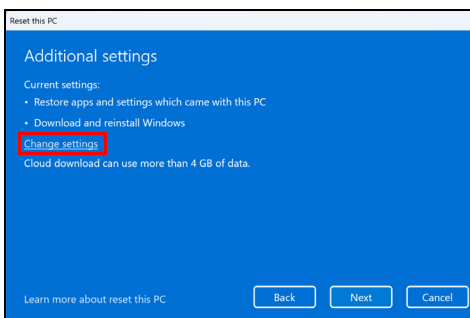 Reset this PC
Additional settings
Current settings:
• Restore apps and settings which came with this PC
• Download and reinstall Windows
Change settings
Cloud download can use more than 4 GB of data.
Learn more about reset this PC
Back
Next
Cancel